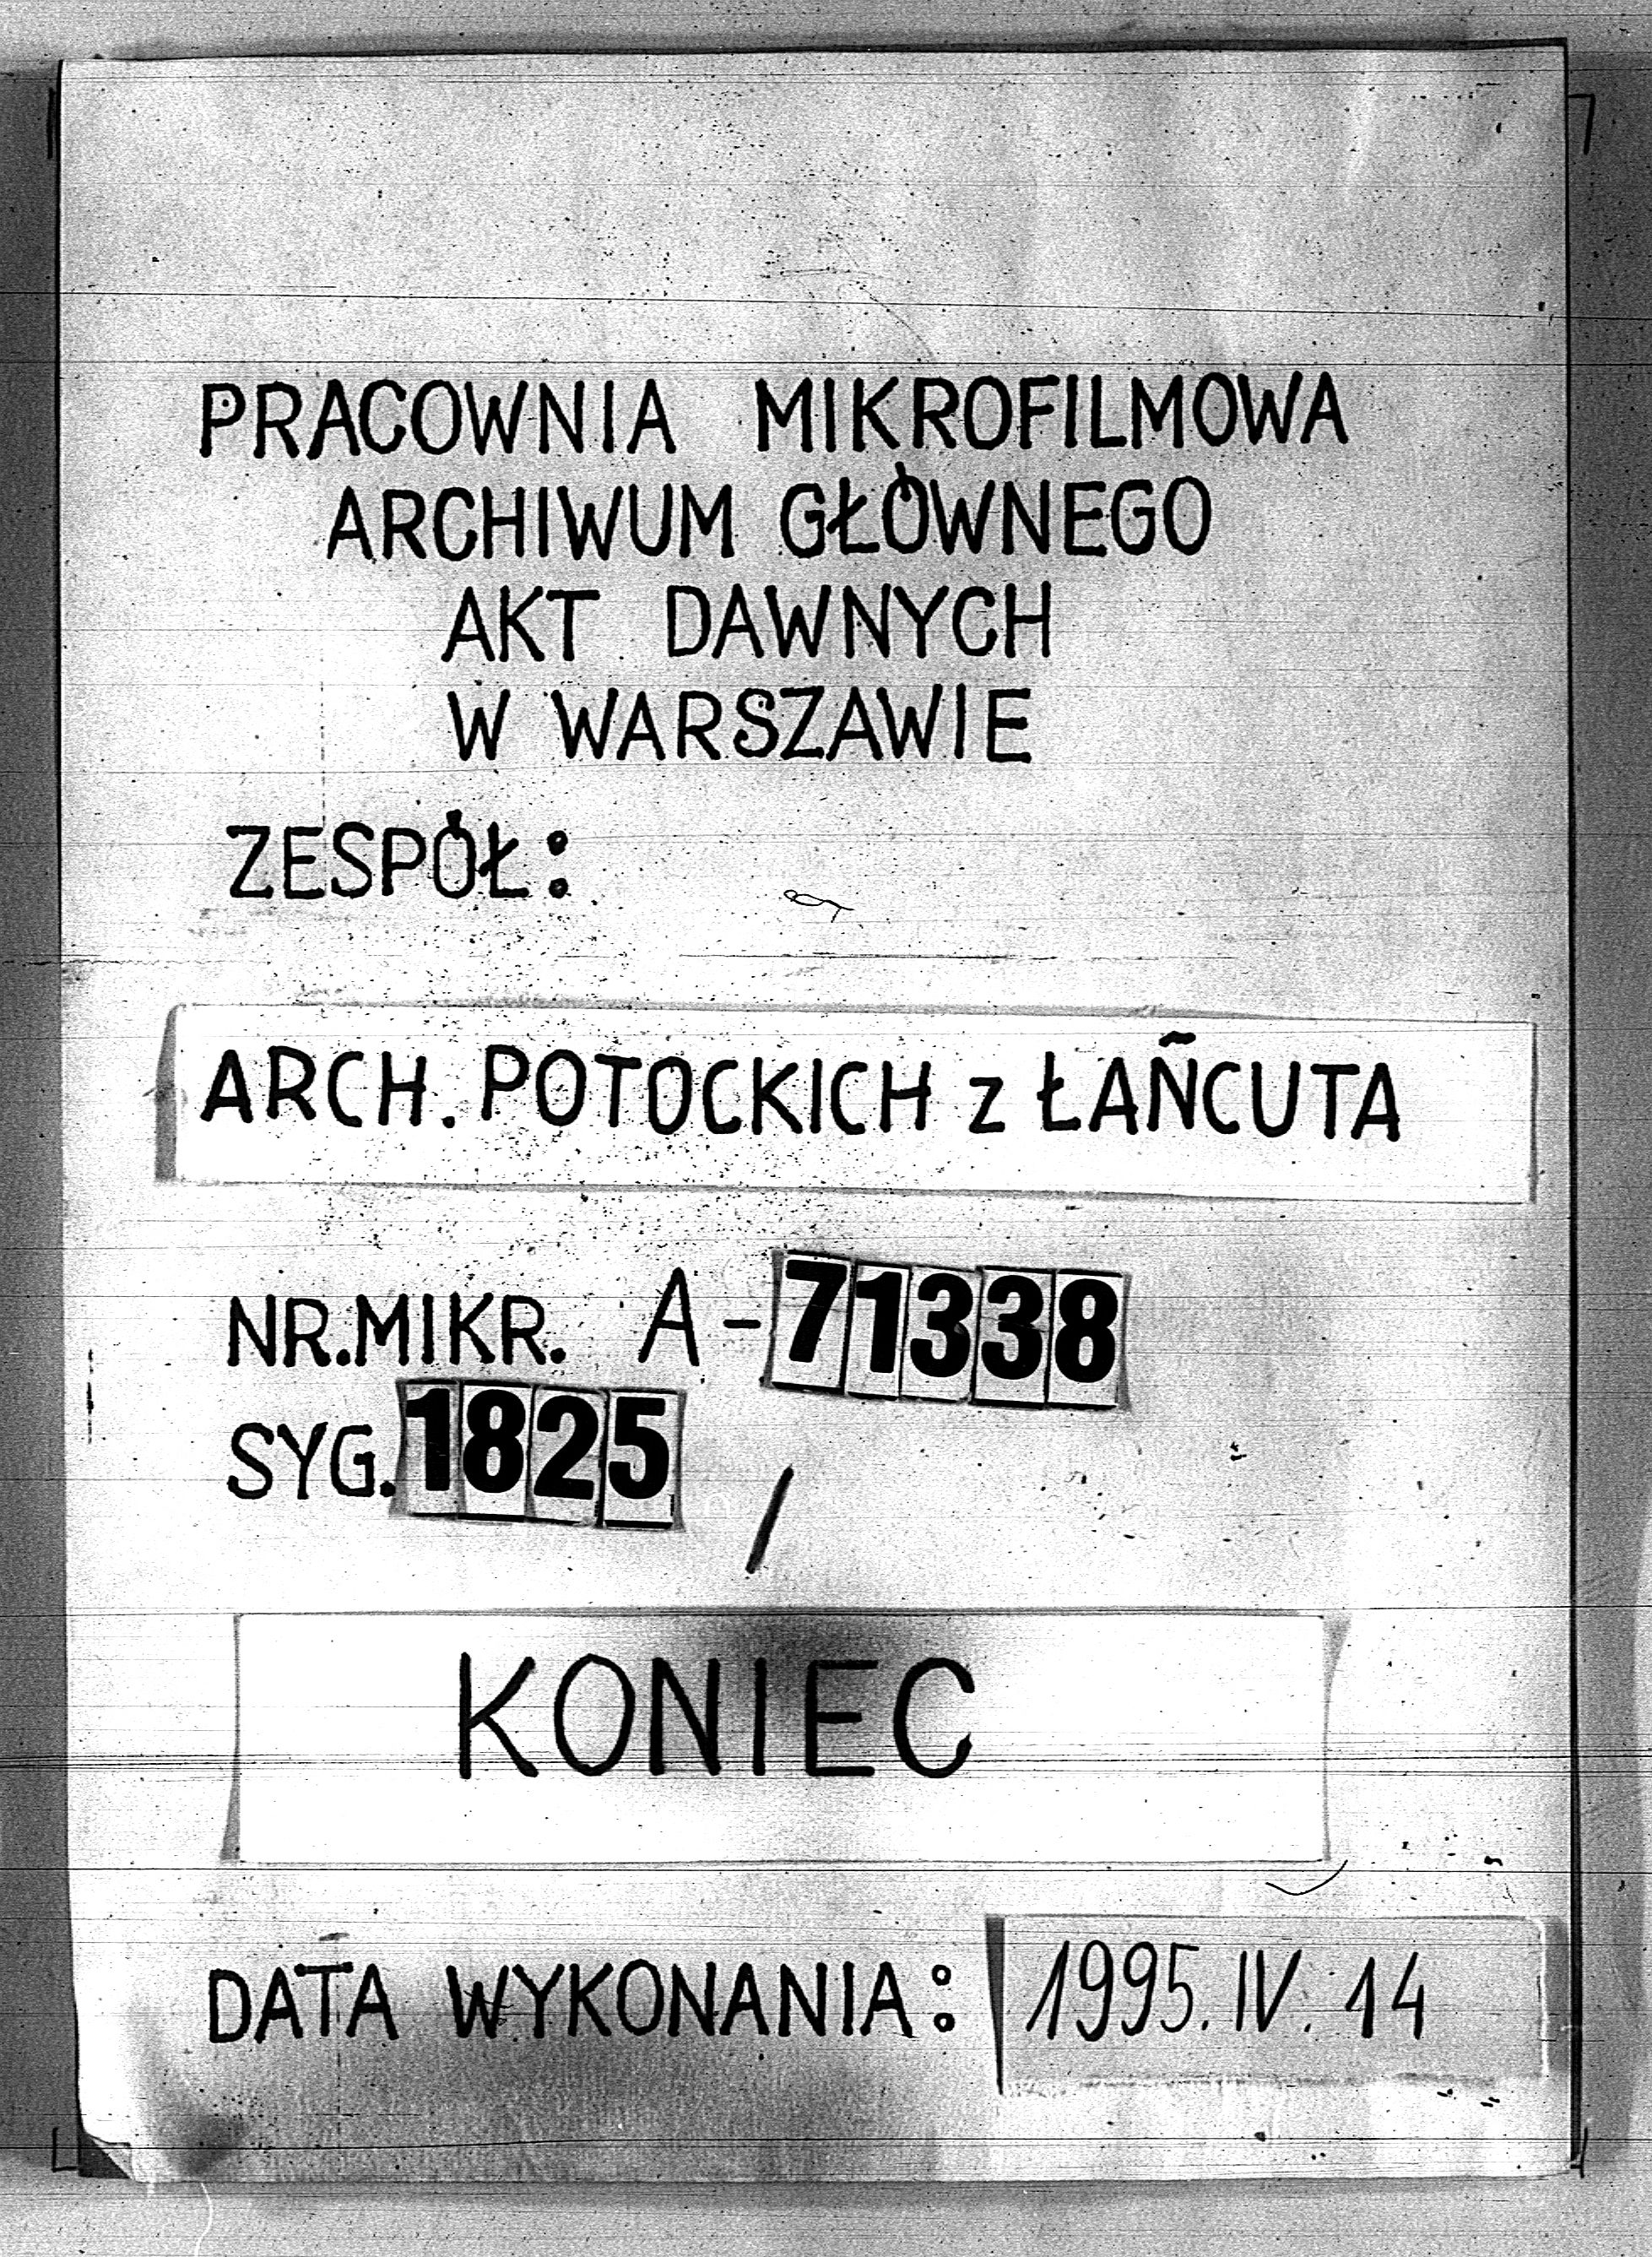 PRACOWNIA MIKROFILMOWA
ARCHIWUM GŁÓWNEGO
AKT DAWNYCH
W WARSZAWIE
ZESPÓŁ:
ARCH. POTOCKICH z ŁAŃCUTA
NR.MIKR. A-71338
SYG. 1825 /
KONIEC
DATA WYKONANIA: 1995.IV.14